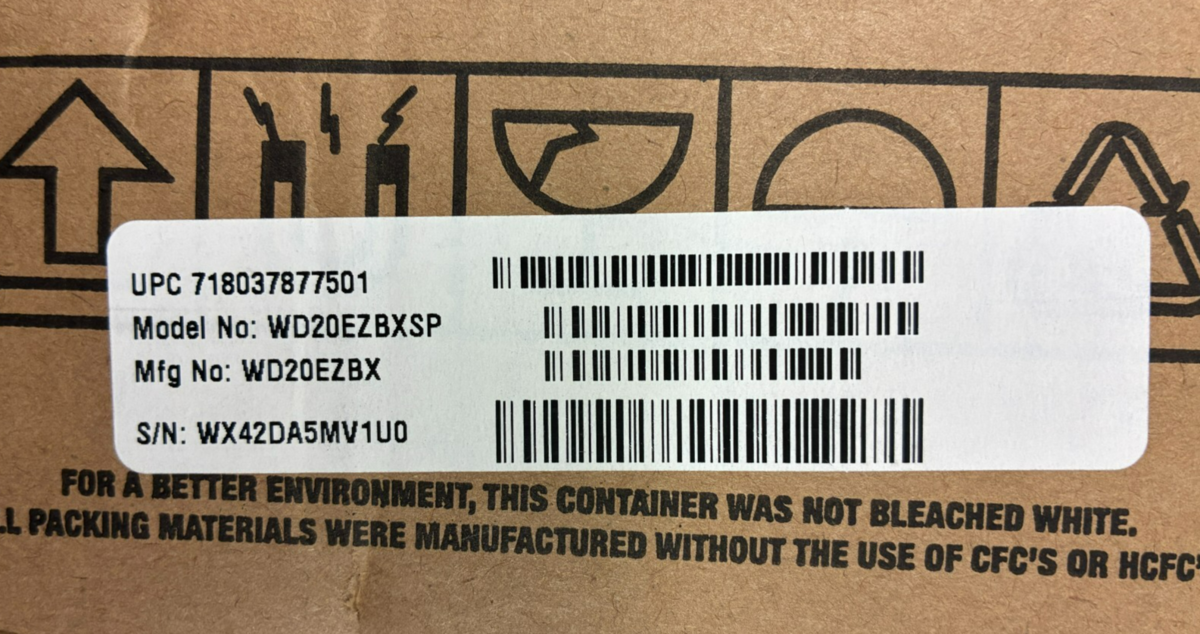 UPC 718037877501
Model No: WD20EZBXSP
Mfg No: WD20EZBX
S/N: WX42DA5MV1U0
FOR A BETTER ENVIRONMENT, THIS CONTAINER WAS NOT BLEACHED WHITE.
PACKING MATERIALS WERE MANUFACTURED WITHOUT THE USE OF CFC'S OR